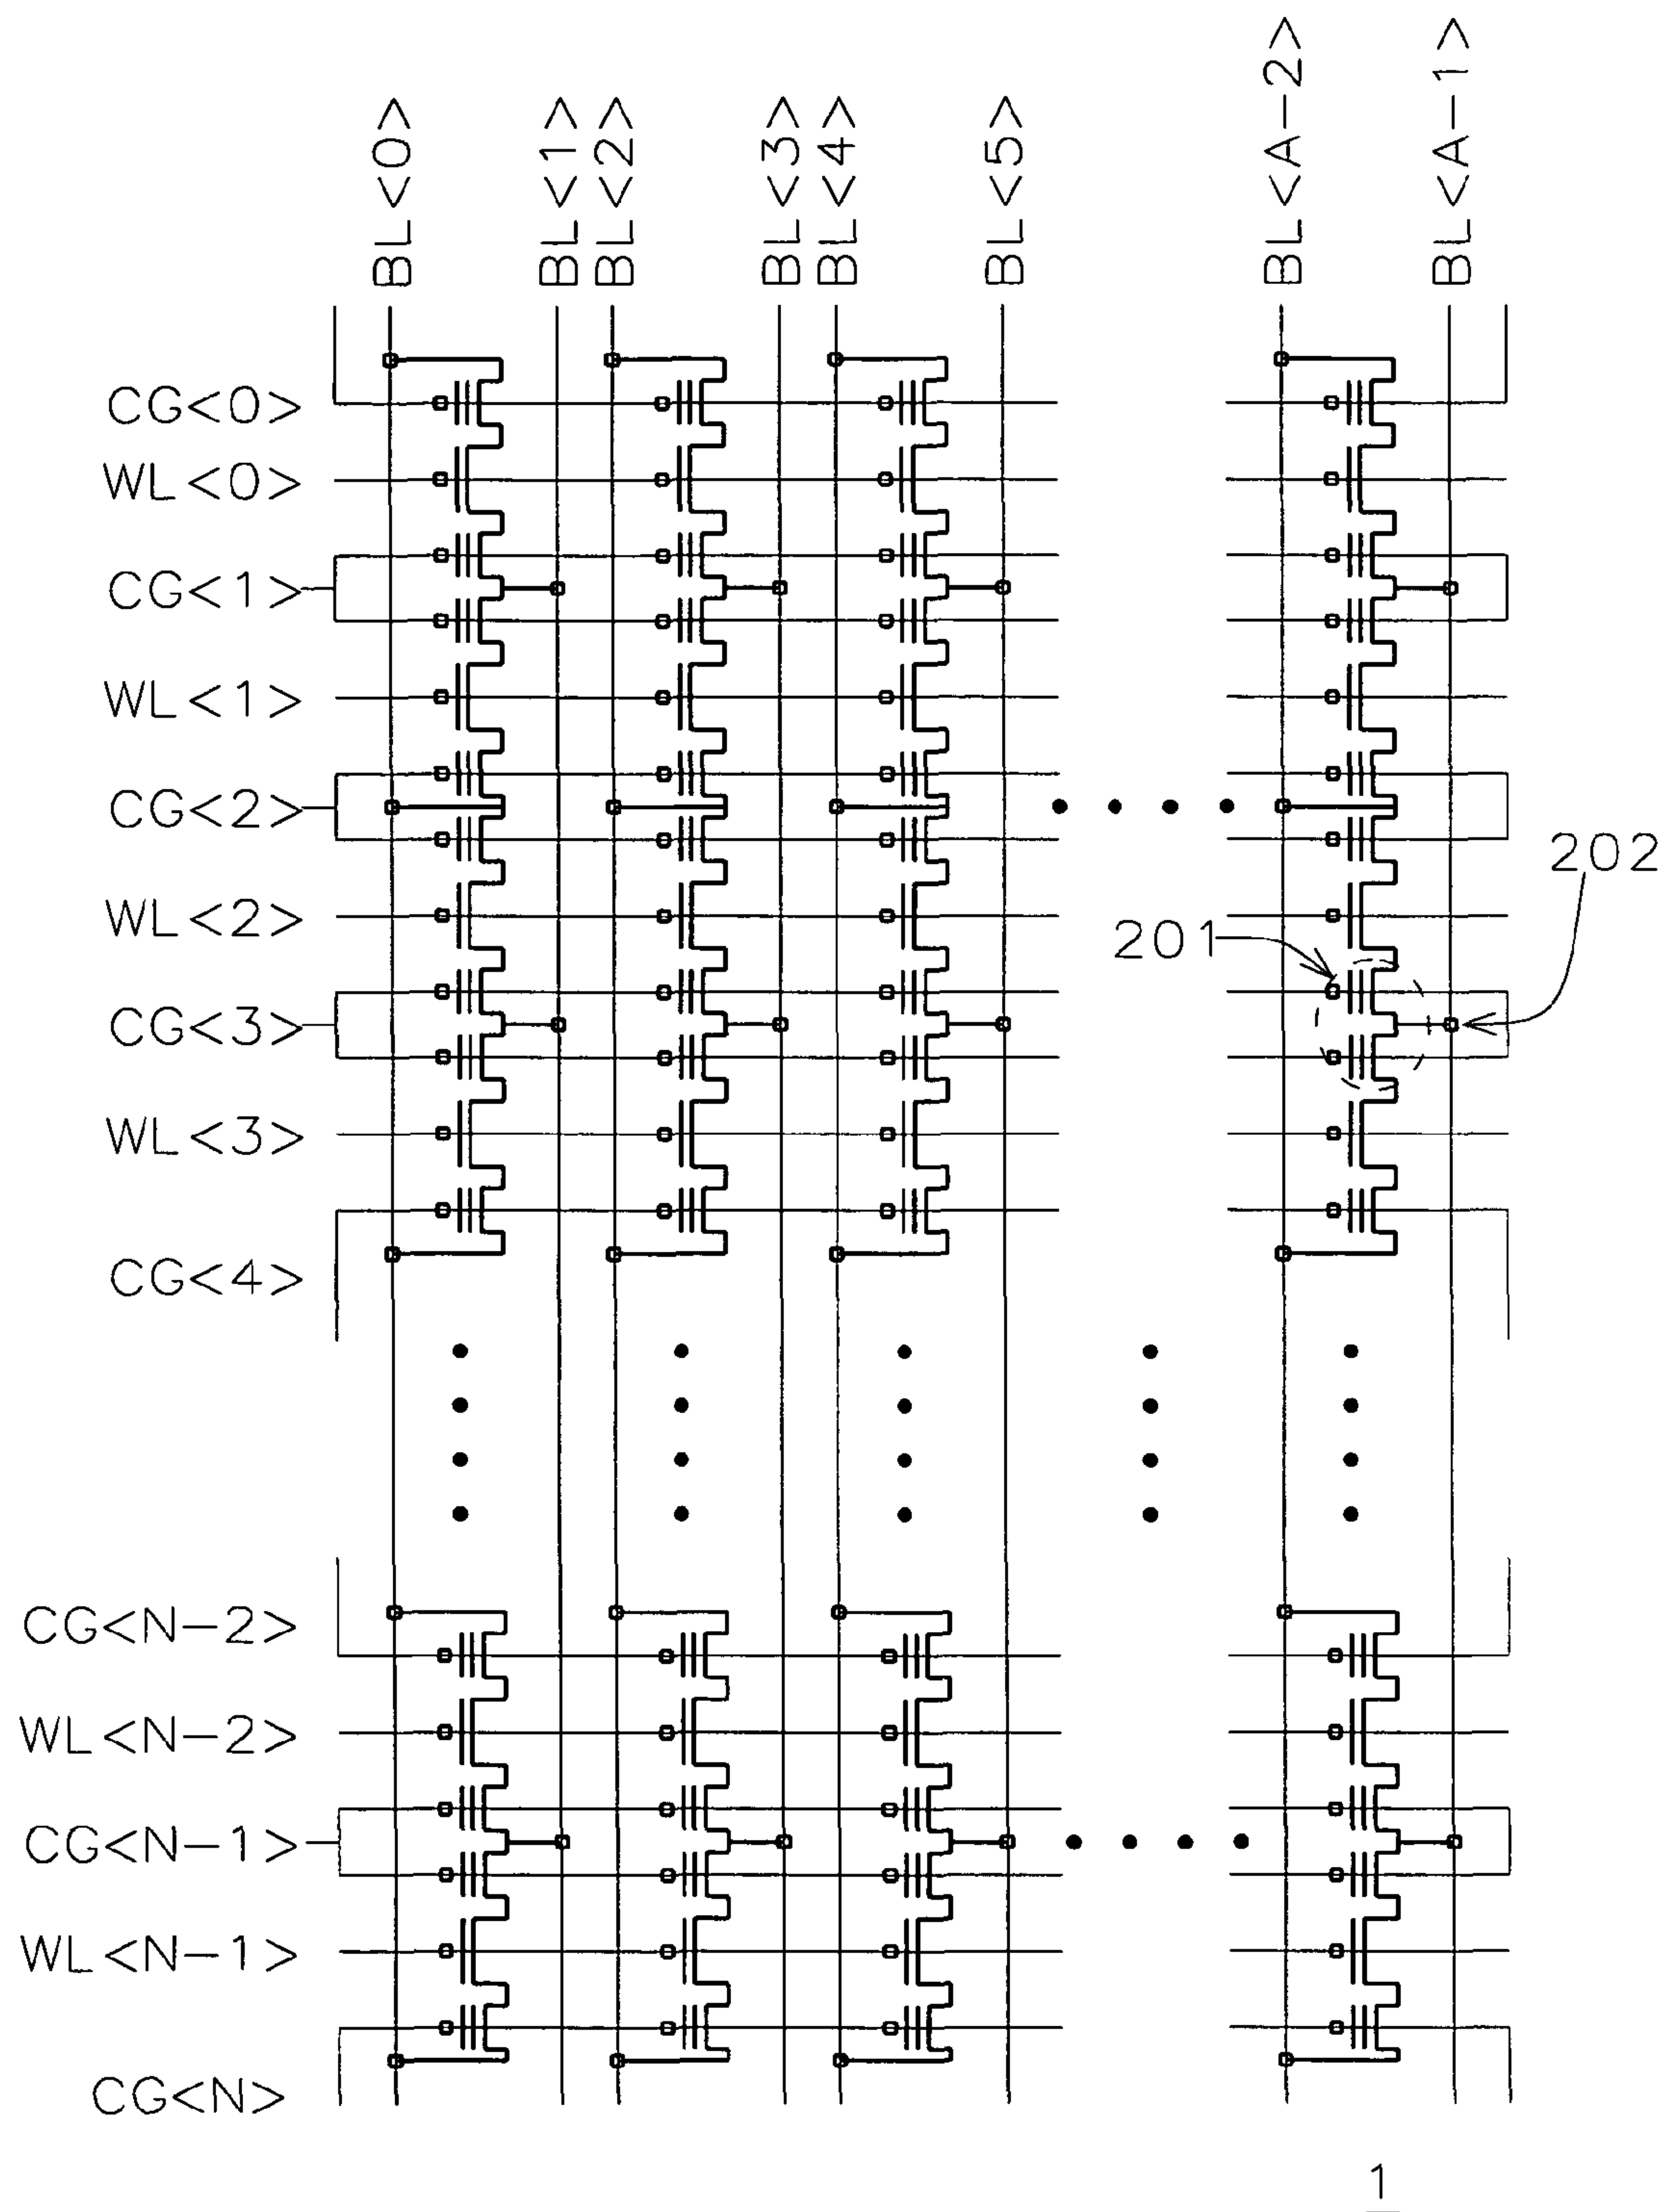 BL<0>
BL<1>
BL<2>
BL<3>
BL<4>
BL<5>
BL<A-2>
BL<A-1>
CG<0>
WL<0>
CG<1>
WL<1>
CG<2>
202
WL<2>
201
CG<3>
WL<3>
CG<4>
CG<N-2>
WL<N-2>
CG<N-1>
WL<N-1>
CG<N>
1